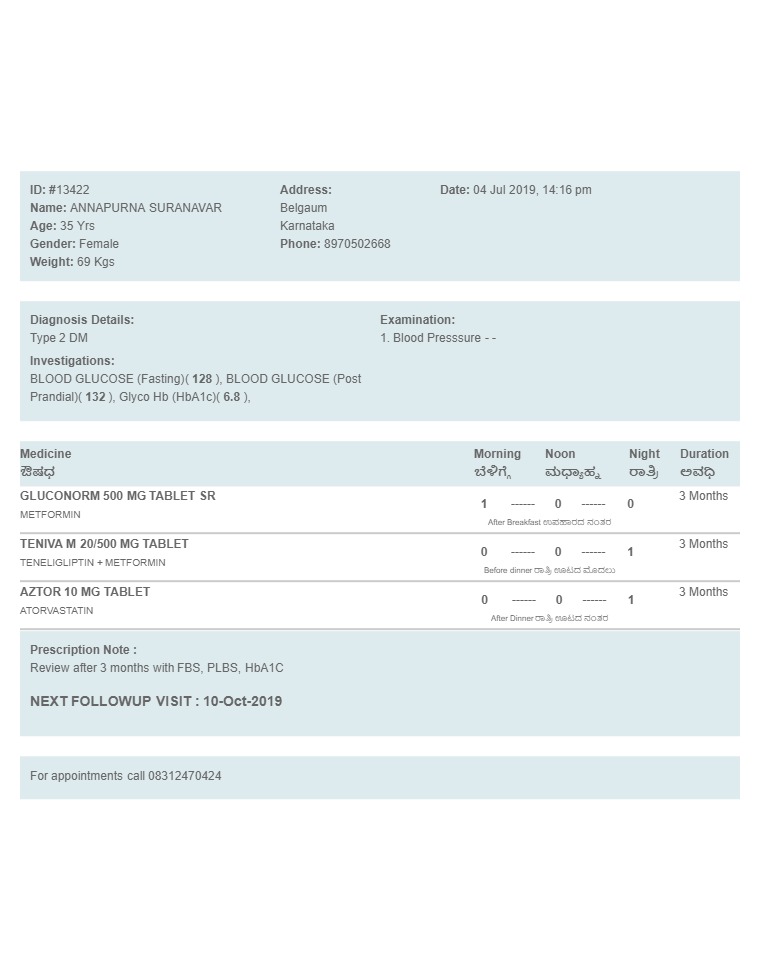 ID: #13422
Name: ANNAPURNA SURANAVAR
Age: 35 Yrs
Gender: Female
Weight: 69 Kgs
Address:
Belgaum
Karnataka
Phone: 8970502668
Date: 04 Jul 2019, 14:16 pm
Diagnosis Details:
Type 2 DM
Investigations:
BLOOD GLUCOSE (Fasting)( 128 ), BLOOD GLUCOSE (Post
Prandial)( 132 ), Glyco Hb (HbA1c)( 6.8 ),
Examination:
1. Blood Presssure - -
Medicine Morning Noon Night Duration
ಔಷಧ ಬೆಳಿಗ್ಗೆ ಮಧ್ಯಾಹ್ನ ರಾತ್ರಿ ಅವಧಿ
GLUCONORM 500 MG TABLET SR 1 ------ 0 ------ 0 3 Months
METFORMIN After Breakfast ಉಪಹಾರದ ನಂತರ
TENIVA M 20/500 MG TABLET 0 ------ 0 ------ 1 3 Months
TENELIGLIPTIN + METFORMIN Before dinner ರಾತ್ರಿ ಊಟದ ಮೊದಲು
AZTOR 10 MG TABLET 0 ------ 0 ------ 1 3 Months
ATORVASTATIN After Dinner ರಾತ್ರಿ ಊಟದ ನಂತರ
Prescription Note :
Review after 3 months with FBS, PLBS, HbA1C
NEXT FOLLOWUP VISIT : 10-Oct-2019
For appointments call 08312470424